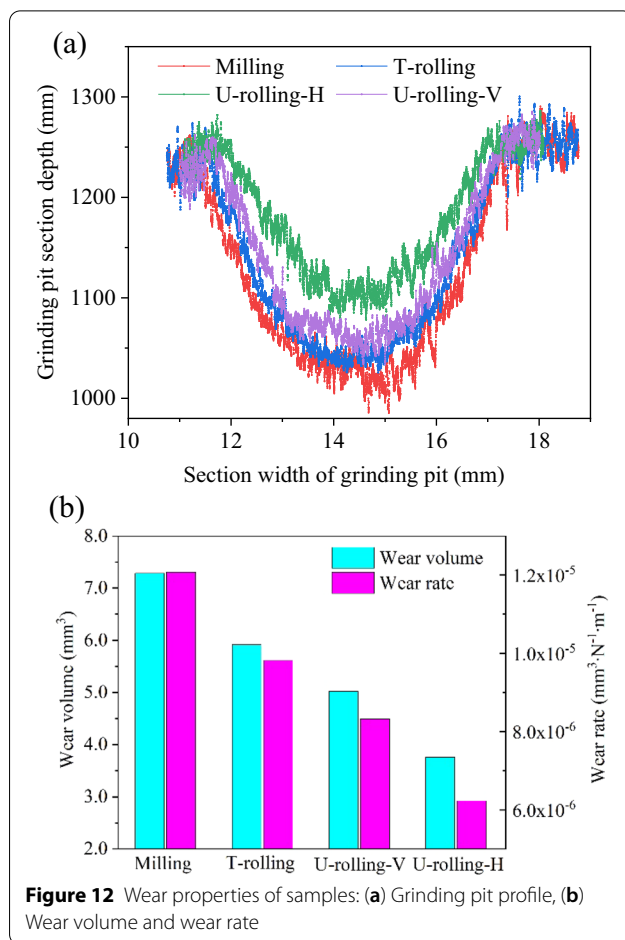 (a)
Milling T-rolling
U-rolling-H U-rolling-V
Grinding pit section depth (mm)
1300
1200
1100
1000
10 12 14 16 18
Section width of grinding pit (mm)
(b)
8.0
7.0
6.0
5.0
4.0
3.0
2.0
Wear volume (mm³)
Wear volume
Wear rate
1.2x10⁻⁵
1.0x10⁻⁵
8.0x10⁻⁶
6.0x10⁻⁶
Wear rate (mm³·N⁻¹·m⁻¹)
Milling T-rolling U-rolling-V U-rolling-H
Figure 12 Wear properties of samples: (a) Grinding pit profile, (b)
Wear volume and wear rate